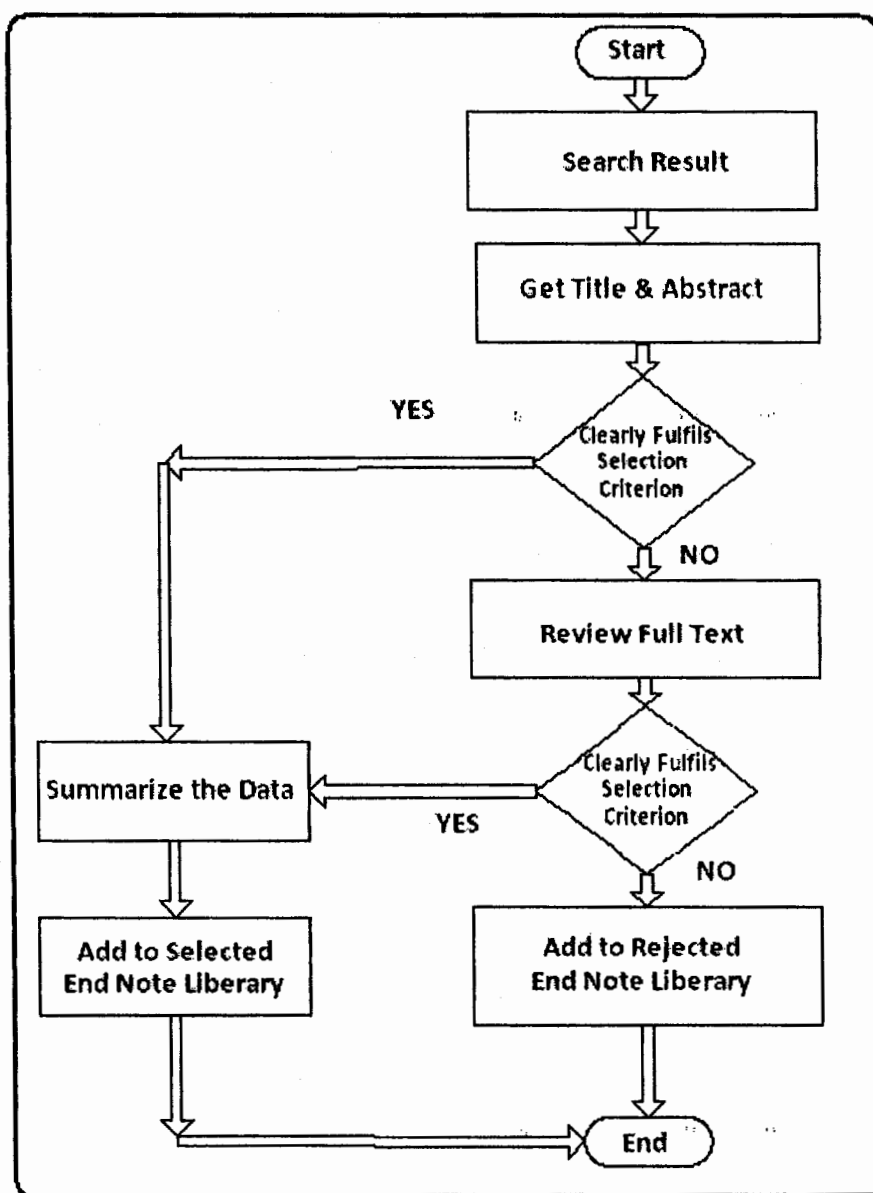 Start
Search Result
Get Title & Abstract
YES
Clearly Fulfils
Selection
Criterion
NO
Review Full Text
Summarize the Data
Clearly Fulfils
Selection
Criterion
YES
NO
Add to Selected
End Note Liberary
Add to Rejected
End Note Liberary
End